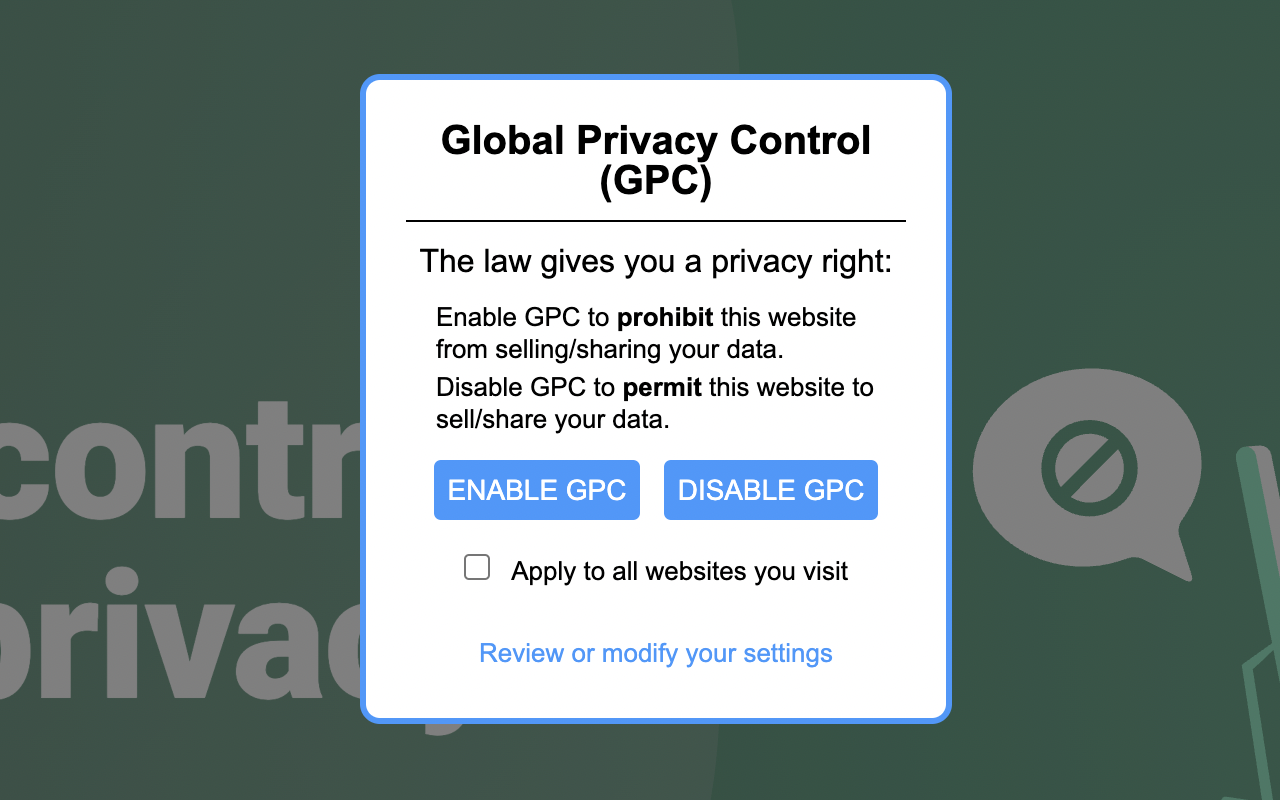 Global Privacy Control
(GPC)
The law gives you a privacy right:
Enable GPC to prohibit this website
from selling/sharing your data.
Disable GPC to permit this website to
sell/share your data.
ENABLE GPC DISABLE GPC
Apply to all websites you visit
Review or modify your settings
contr
privac